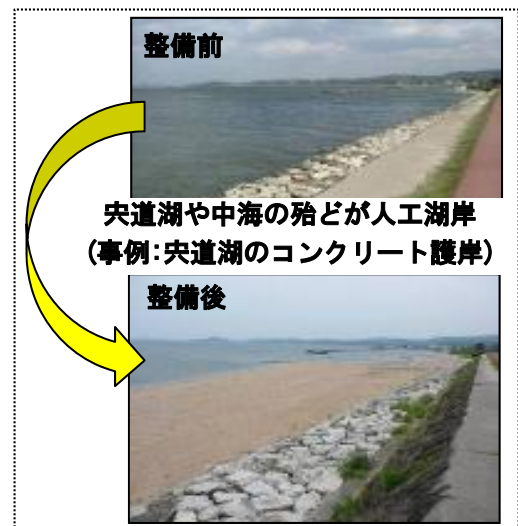 整備前
宍道湖や中海の殆どが人工湖岸
(事例:宍道湖のコンクリート護岸)
整備後